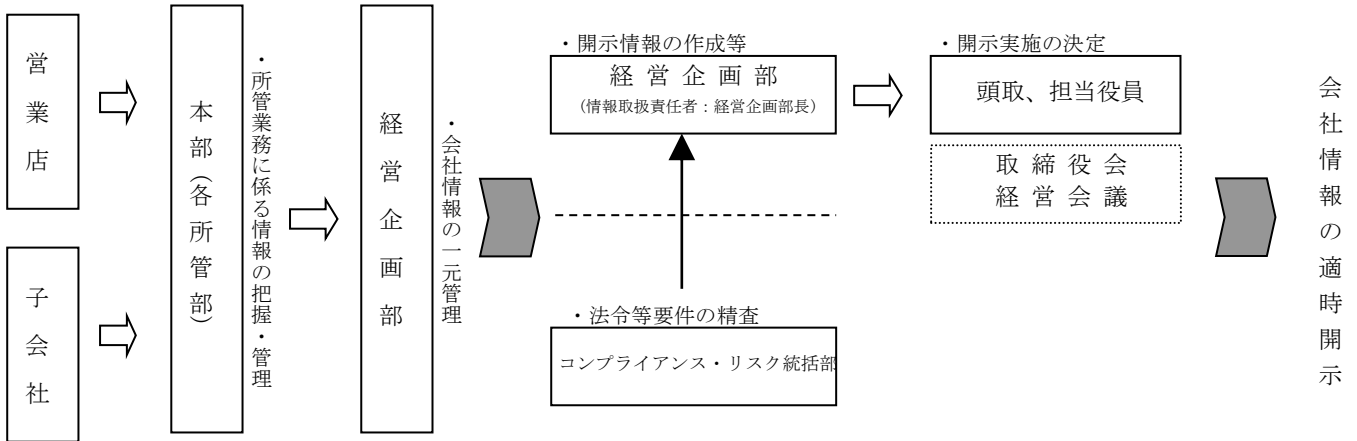 営業店
子会社
本部（各所管部）
・所管業務に係る情報の把握・管理
経営企画部
・会社情報の一元管理
・開示情報の作成等
経営企画部
（情報取扱責任者：経営企画部長）
・法令等要件の精査
コンプライアンス・リスク統括部
・開示実施の決定
頭取、担当役員
取締役会
経営会議
会社情報の適時開示